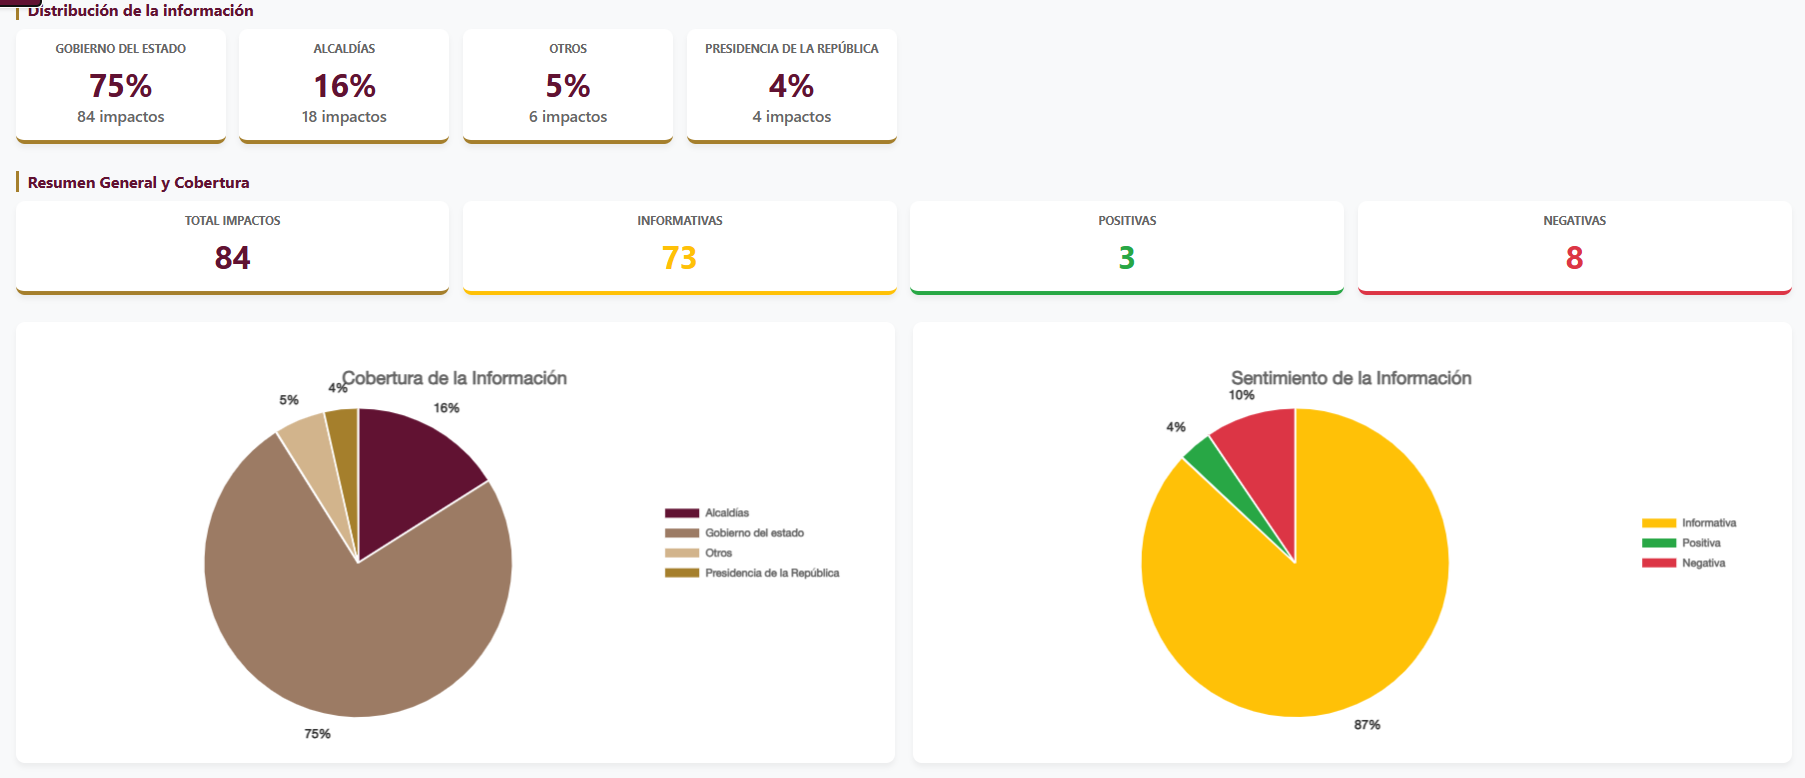 Distribución de la información
GOBIERNO DEL ESTADO
75%
84 impactos
ALCALDÍAS
16%
18 impactos
OTROS
5%
6 impactos
PRESIDENCIA DE LA REPÚBLICA
4%
4 impactos
Resumen General y Cobertura
TOTAL IMPACTOS
84
INFORMATIVAS
73
POSITIVAS
3
NEGATIVAS
8
Cobertura de la Información
4%
5%
16%
75%
Alcaldías
Gobierno del estado
Otros
Presidencia de la República
Sentimiento de la Información
10%
4%
87%
Informativa
Positiva
Negativa